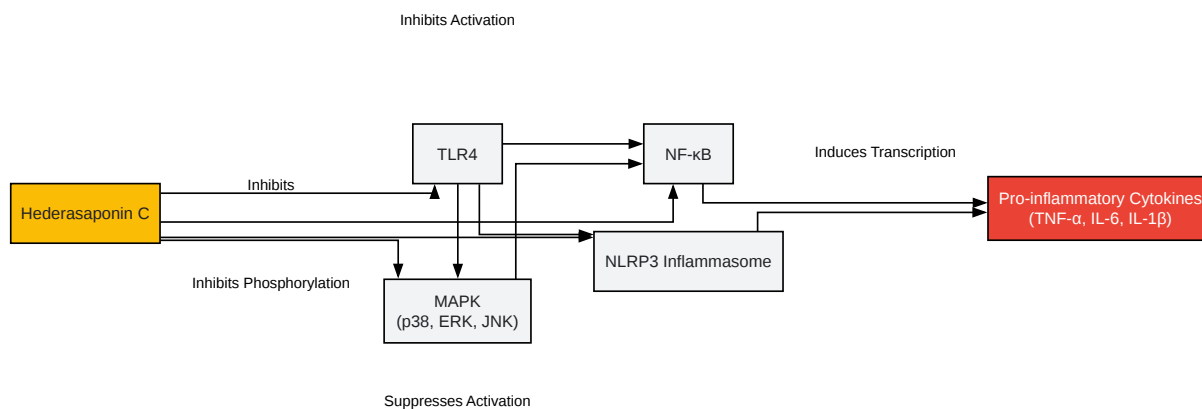 Inhibits Activation
TLR4
NF-κB
Induces Transcription
Inhibits
Hederasaponin C
Pro-inflammatory Cokines
(TNF-α, IL-6, IL-1β)
NLRP3 Inflammasome
Inhibits Phosphorylation
MAPK
(p38, ERK, JNK)
Suppresses Activation